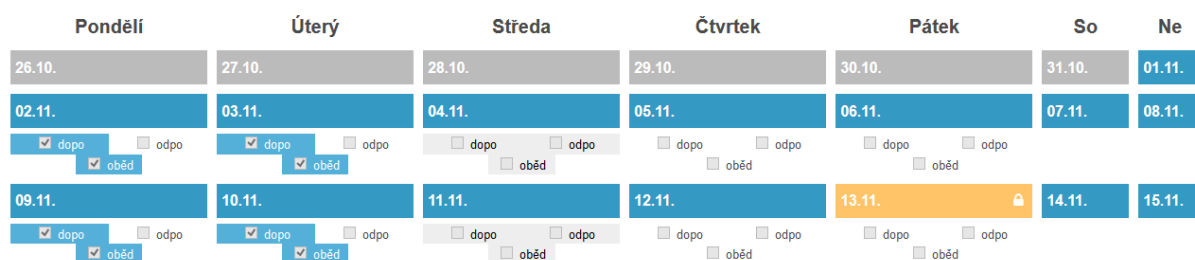 Pondělí Úterý Středa Čtvrtek Pátek So Ne
26.10. 27.10. 28.10. 29.10. 30.10. 31.10. 01.11.
02.11. 03.11. 04.11. 05.11. 06.11. 07.11. 08.11.
dopo odpo dopo odpo dopo odpo dopo odpo dopo odpo
oběd oběd oběd oběd oběd
09.11. 10.11. 11.11. 12.11. 13.11. 14.11. 15.11.
dopo odpo dopo odpo dopo odpo dopo odpo dopo odpo
oběd oběd oběd oběd oběd